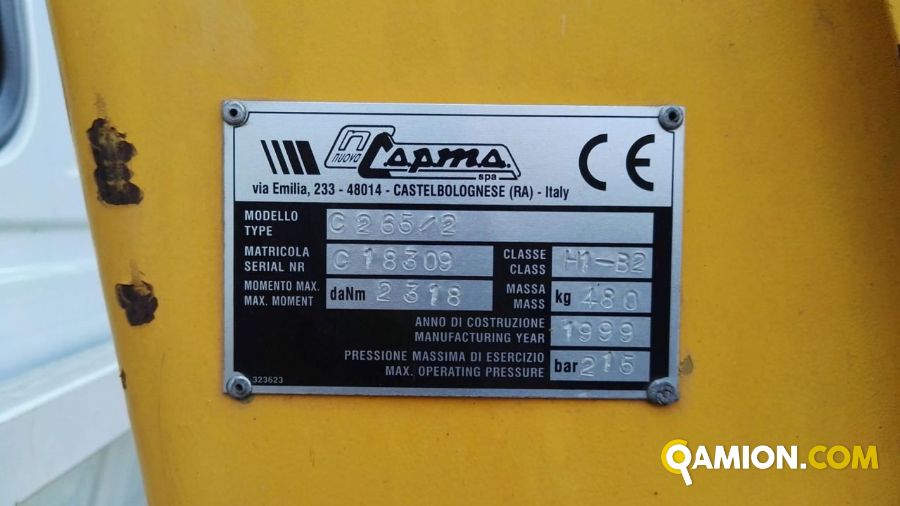 n nuovo Copma. spa
CE
via Emilia, 233 - 48014 - CASTELBOLOGNESE (RA) - Italy
MODELLO
TYPE
C 265/2
MATRICOLA
SERIAL NR
C18309
CLASSE
CLASS
H1-B2
MOMENTO MAX.
MAX. MOMENT
daNm 2318
MASSA
MASS
kg 480
ANNO DI COSTRUZIONE
MANUFACTURING YEAR
1999
PRESSIONE MASSIMA DI ESERCIZIO
MAX. OPERATING PRESSURE
bar 215
323623
QAMION.COM